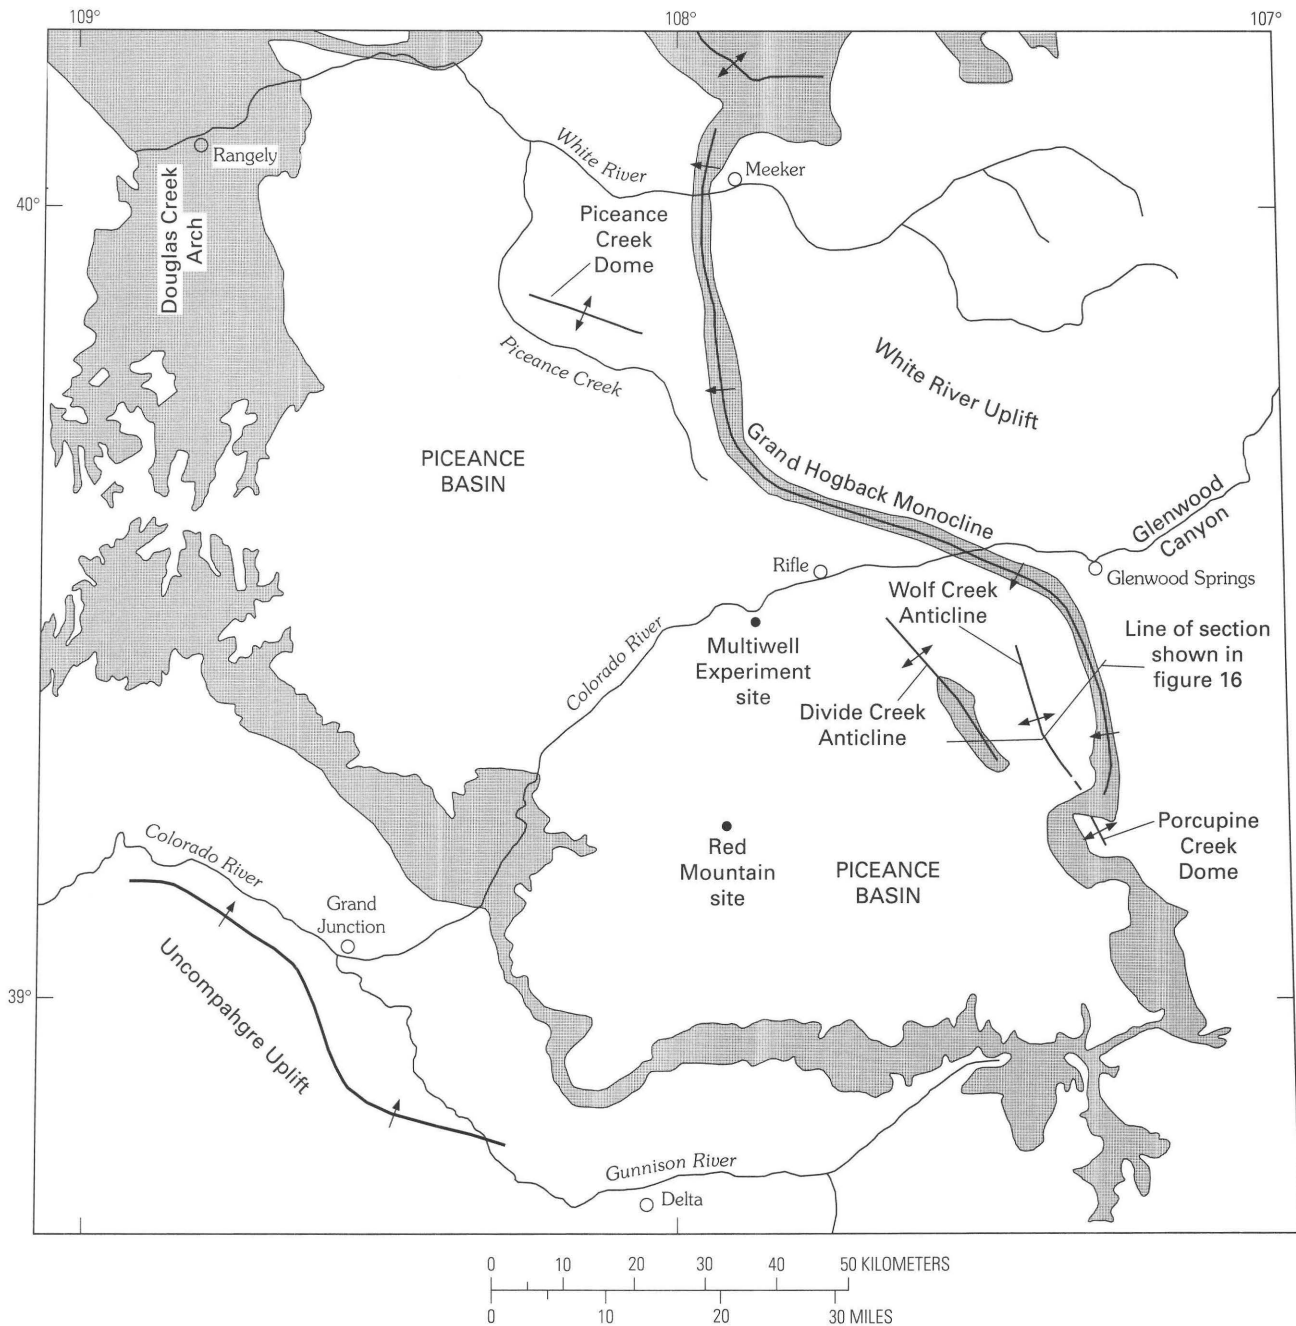 109°
108°
107°
Rangely
White River
Meeker
40°
Douglas Creek
Arch
Piceance
Creek
Dome
Piceance Creek
White River Uplift
PICEANCE
BASIN
Grand Hogback Monocline
Glenwood
Canyon
Rifle
Glenwood Springs
Wolf Creek
Anticline
Colorado River
Multiwell
Experiment
site
Line of section
shown in
figure 16
Divide Creek
Anticline
Colorado River
Red
Mountain
site
PICEANCE
BASIN
Porcupine
Creek
Dome
Grand
Junction
Uncompahgre Uplift
39°
Gunnison River
Delta
0 10 20 30 40 50 KILOMETERS
0 10 20 30 MILES